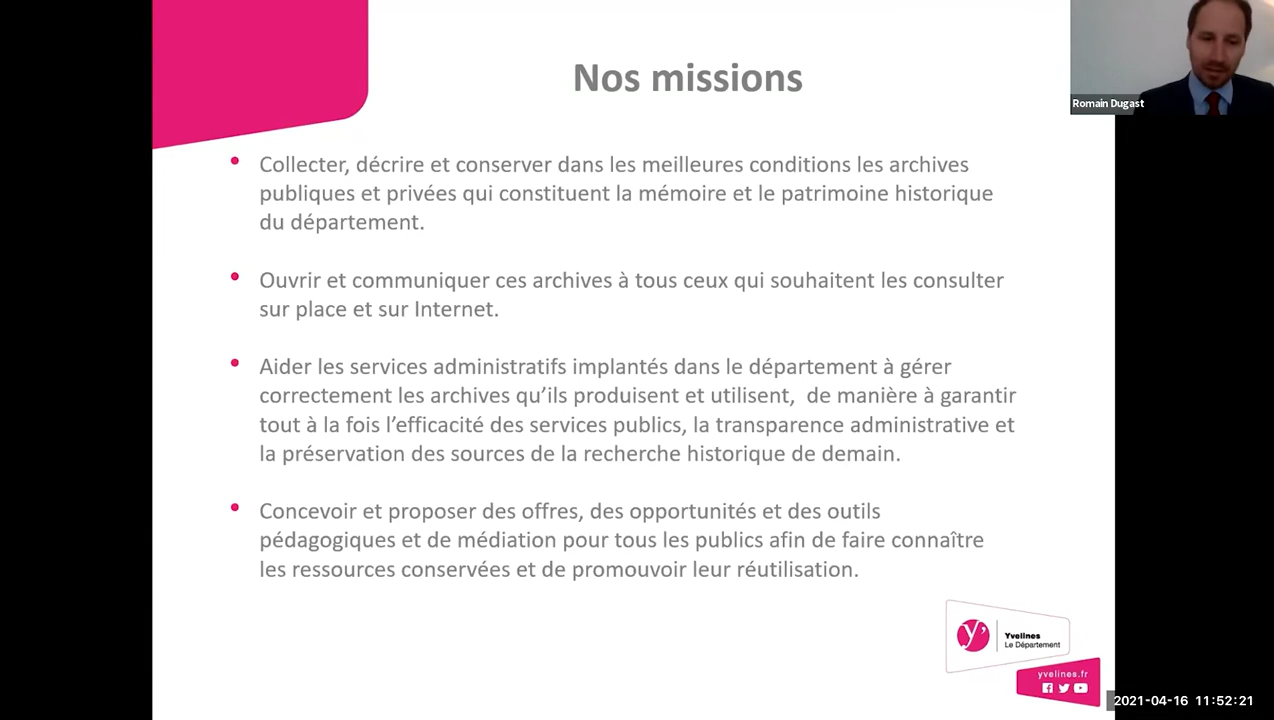 Nos missions
Romain Dugast
• Collecter, décrire et conserver dans les meilleures conditions les archives
publiques et privées qui constituent la mémoire et le patrimoine historique
du département.
• Ouvrir et communiquer ces archives à tous ceux qui souhaitent les consulter
sur place et sur Internet.
• Aider les services administratifs implantés dans le département à gérer
correctement les archives qu’ils produisent et utilisent,  de manière à garantir
tout à la fois l’efficacité des services publics, la transparence administrative et
la préservation des sources de la recherche historique de demain.
• Concevoir et proposer des offres, des opportunités et des outils
pédagogiques et de médiation pour tous les publics afin de faire connaître
les ressources conservées et de promouvoir leur réutilisation.
y’
Yvelines
Le Département
yvelines.fr
2021-04-16 11:52:21